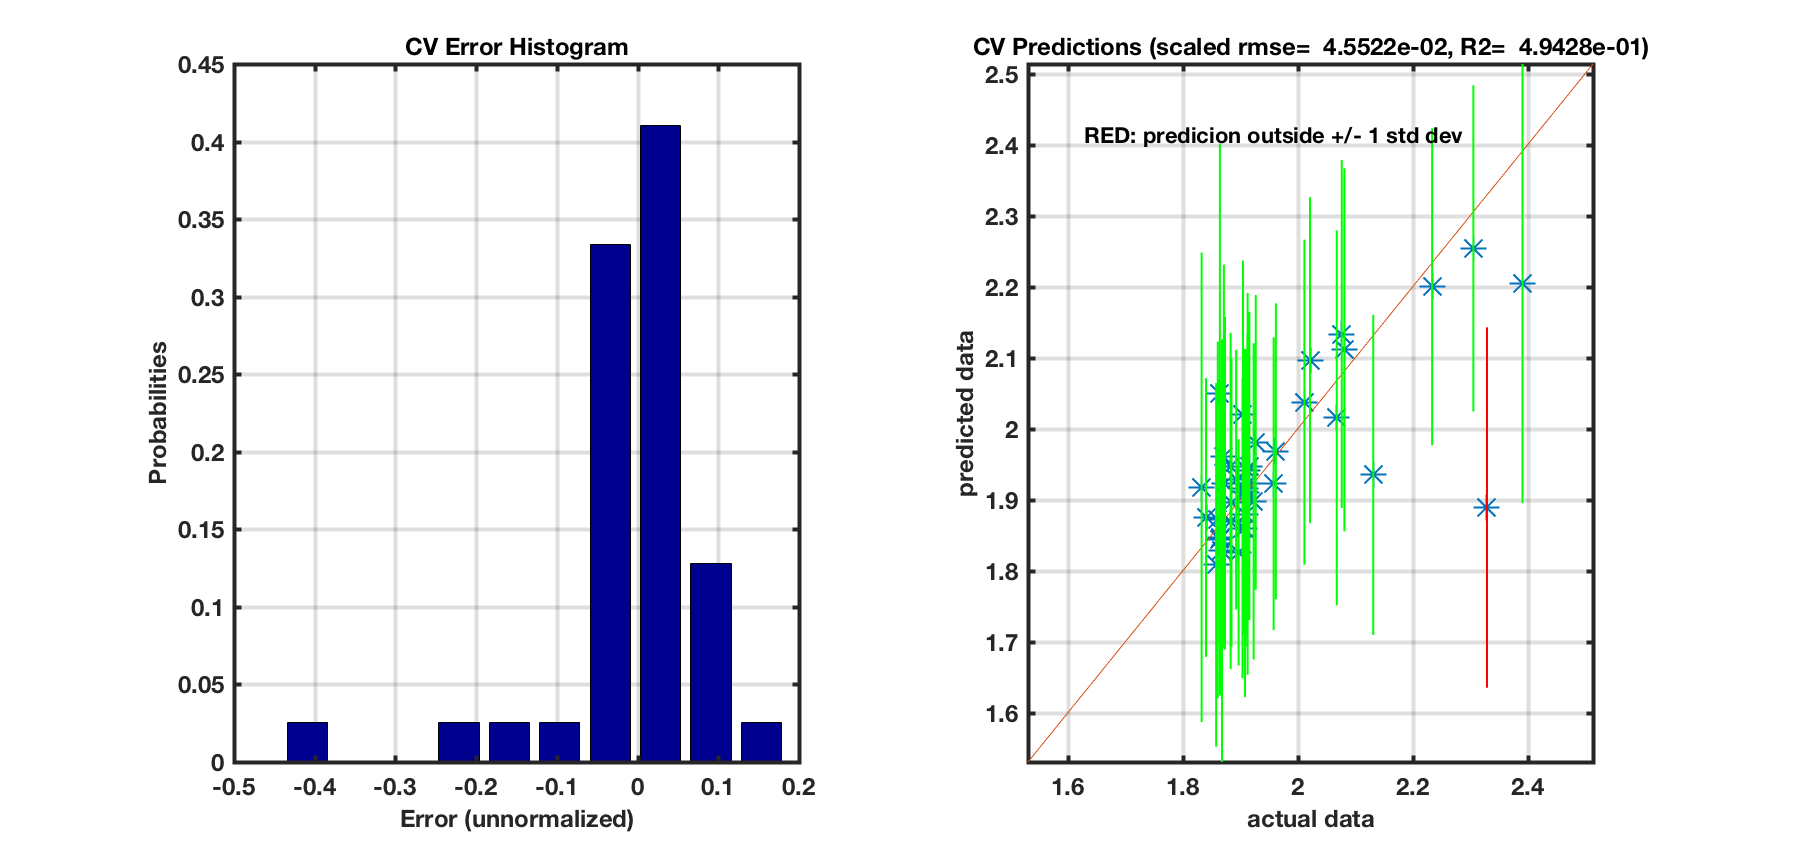 CV Error Histogram
0.45
0.4
0.35
0.3
0.25
0.2
0.15
0.1
0.05
0
Probabilities
-0.5 -0.4 -0.3 -0.2 -0.1 0 0.1 0.2
Error (unnormalized)
CV Predictions (scaled rmse= 4.5522e-02, R2= 4.9428e-01)
RED: predicion outside +/- 1 std dev
2.5
2.4
2.3
2.2
2.1
2
1.9
1.8
1.7
1.6
predicted data
1.6 1.8 2 2.2 2.4
actual data